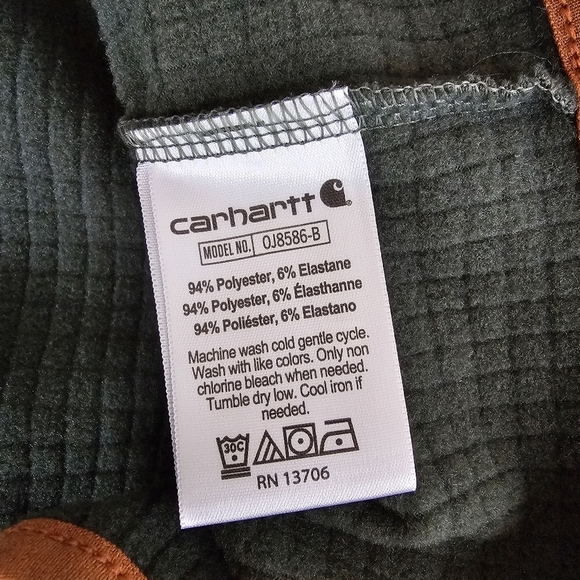 carhartt
MODEL NO. OJ8586-B
94% Polyester, 6% Elastane
94% Polyester, 6% Élasthanne
94% Poliéster, 6% Elastano
Machine wash cold gentle cycle.
Wash with like colors. Only non
chlorine bleach when needed.
Tumble dry low. Cool iron if
needed.
30C
RN 13706